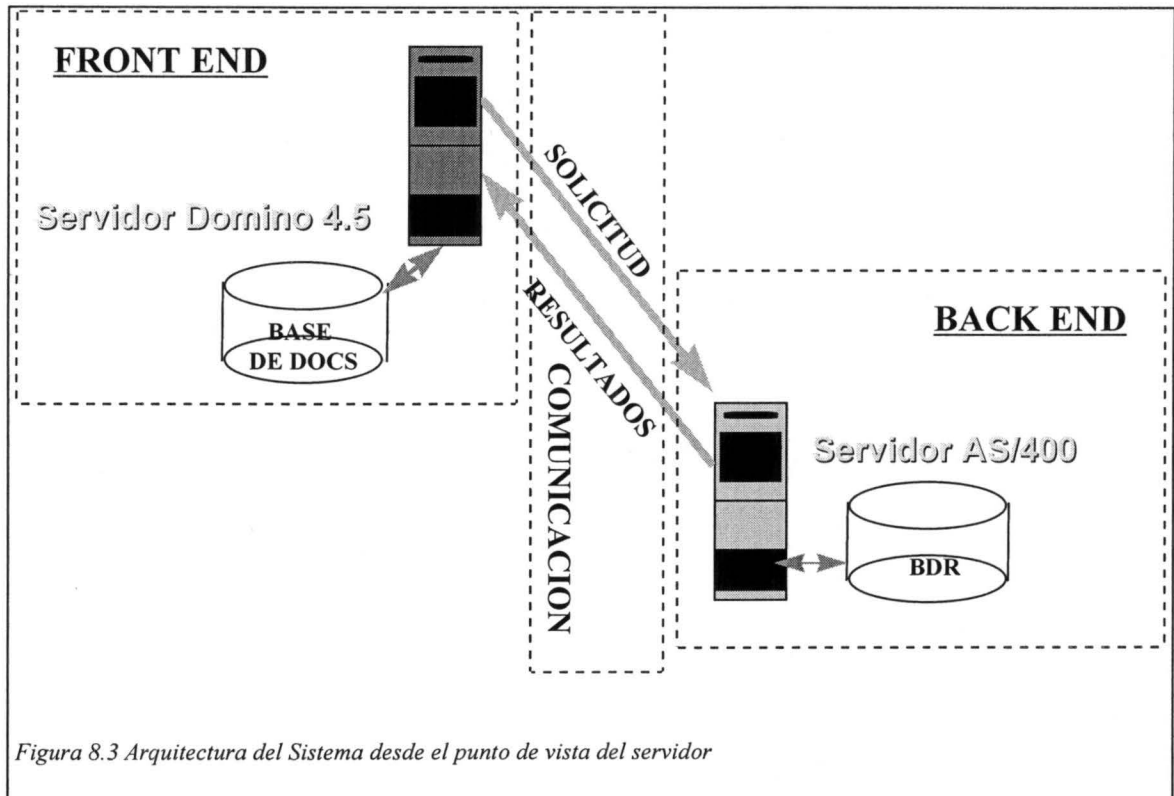 FRONT END
Servidor Domino 4.5
BASE
DE DOCS
SOLICITUD
RESULTADOS
COMUNICACION
BACK END
Servidor AS/400
BDR
Figura 8.3 Arquitectura del Sistema desde el punto de vista del servidor